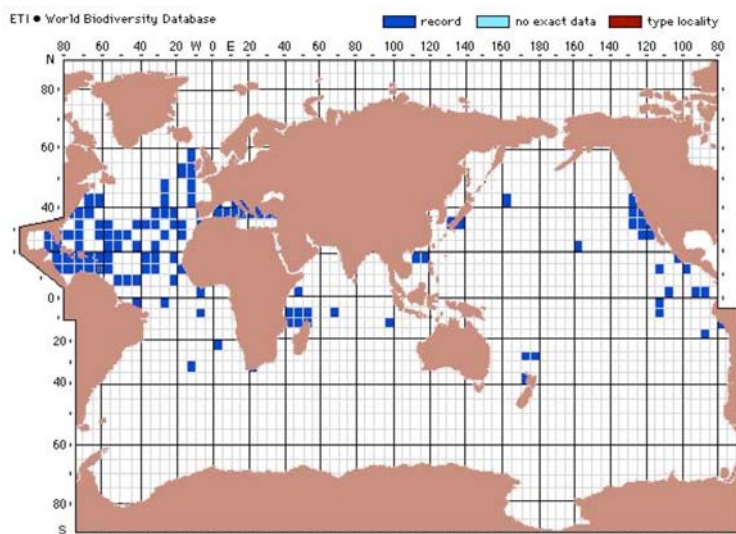 ETI ● World Biodiversity Database
record
no exact data
type locality
80 60 40 20 W 0 E 20 40 60 80 100 120 140 160 180 160 140 120 100 80
N
80
60
40
0
20
40
60
80
S